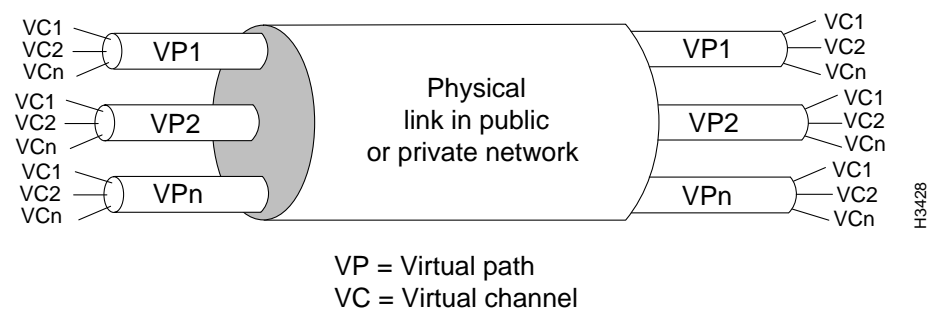 VC1
VC2
VCn
VP1
VC1
VC2
VCn
VP2
VC1
VC2
VCn
VPn
Physical
link in public
or private network
VP1
VC1
VC2
VCn
VP2
VC1
VC2
VCn
VPn
VC1
VC2
VCn
H3428
VP = Virtual path
VC = Virtual channel